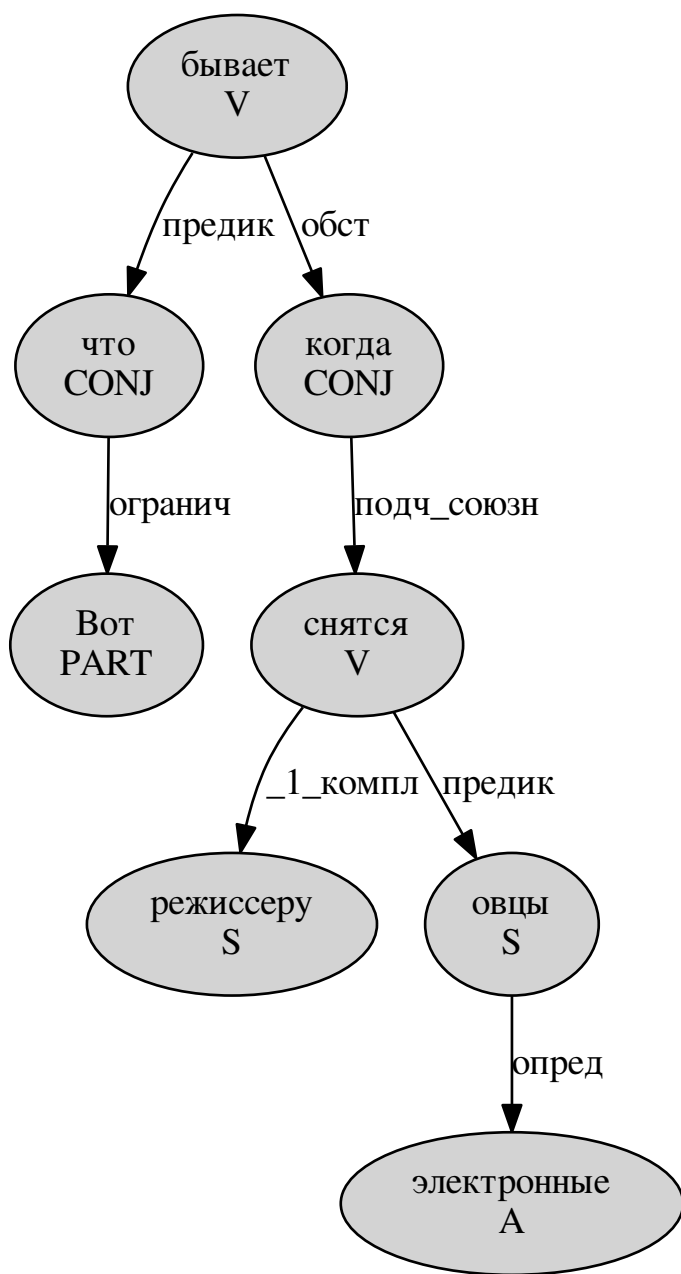 бывает
V
предик
обст
что
CONJ
когда
CONJ
огранич
подч_союзн
Вот
PART
снятся
V
_1_компл
предик
режиссеру
S
овцы
S
опред
электронные
A